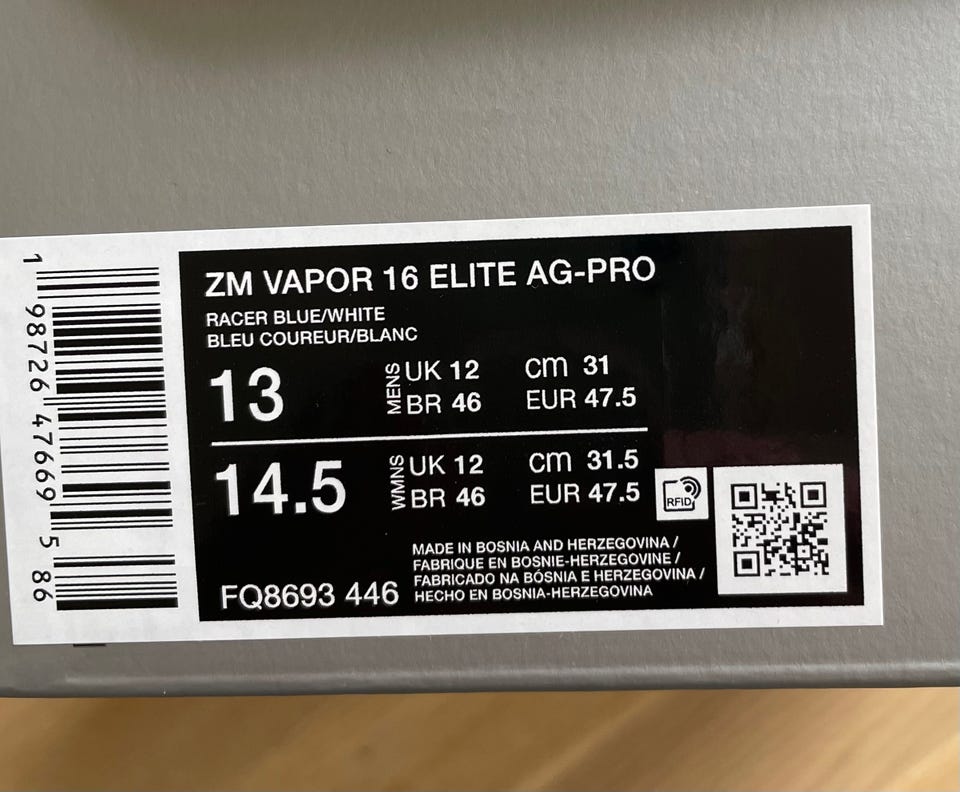 ZM VAPOR 16 ELITE AG-PRO
RACER BLUE/WHITE
BLEU COUREUR/BLANC
13 MENS UK 12 cm 31
BR 46 EUR 47.5
14.5 WMNS UK 12 cm 31.5
BR 46 EUR 47.5
RFID
MADE IN BOSNIA AND HERZEGOVINA /
FABRIQUE EN BOSNIE-HERZEGOVINE /
FABRICADO NA BÓSNIA E HERZEGOVINA /
HECHO EN BOSNIA-HERZEGOVINA
FQ8693 446
1 98726 47669 5 86